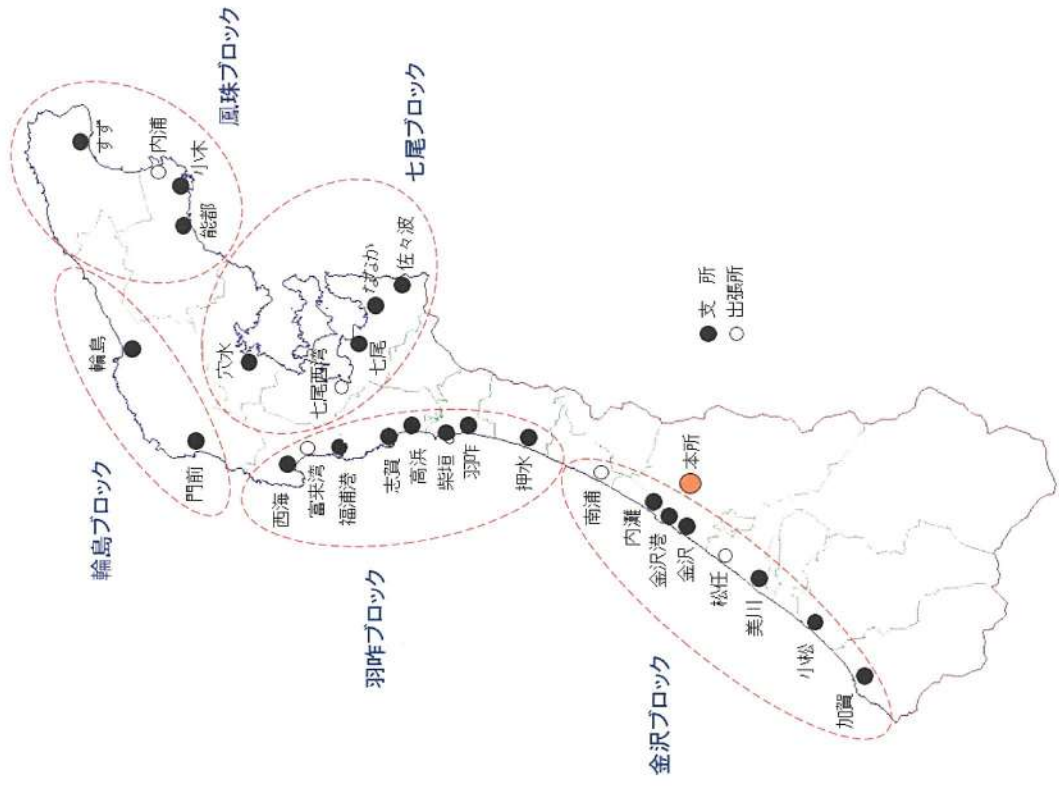 鳳珠ブロック
すず
内浦
小木
能都
七尾ブロック
穴水
七尾西湾
七尾
ななか
佐々波
輪島ブロック
輪島
門前
羽咋ブロック
西海
富来湾
福浦港
志賀
高浜
柴垣
羽咋
押水
金沢ブロック
南浦
内灘
金沢港
金沢
松任
美川
小松
加賀
本所
支 所
出張所